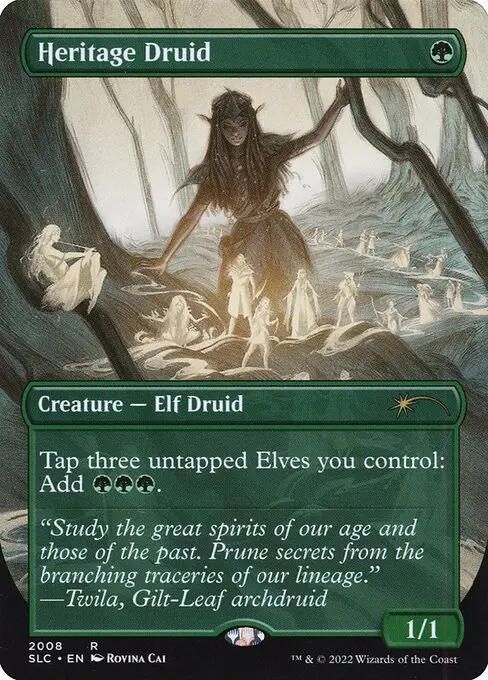 Heritage Druid
Creature — Elf Druid
Tap three untapped Elves you control:
Add
“Study the great spirits of our age and
those of the past. Prune secrets from the
branching traceries of our lineage.”
—Twila, Gilt-Leaf archdruid
1/1
2008 R
SLC • EN Rovina Cai
™ & © 2022 Wizards of the Coast